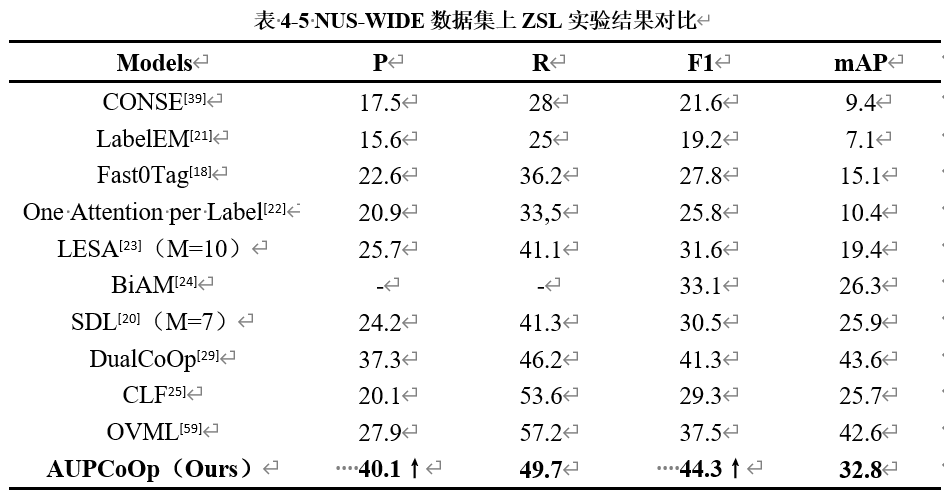 表 4-5 NUS-WIDE 数据集上 ZSL 实验结果对比↵
Models↵ P↵ R↵ F1↵ mAP↵
CONSE[39]↵ 17.5↵ 28↵ 21.6↵ 9.4↵
LabelEM[21]↵ 15.6↵ 25↵ 19.2↵ 7.1↵
Fast0Tag[18]↵ 22.6↵ 36.2↵ 27.8↵ 15.1↵
One·Attention·per·Label[22]↵ 20.9↵ 33,5↵ 25.8↵ 10.4↵
LESA[23]（M=10）↵ 25.7↵ 41.1↵ 31.6↵ 19.4↵
BiAM[24]↵ -↵ -↵ 33.1↵ 26.3↵
SDL[20]（M=7）↵ 24.2↵ 41.3↵ 30.5↵ 25.9↵
DualCoOp[29]↵ 37.3↵ 46.2↵ 41.3↵ 43.6↵
CLF[25]↵ 20.1↵ 53.6↵ 29.3↵ 25.7↵
OVML[59]↵ 27.9↵ 57.2↵ 37.5↵ 42.6↵
AUPCoOp（Ours）↵ ····40.1↑↵ 49.7↵ ····44.3↑↵ 32.8↵